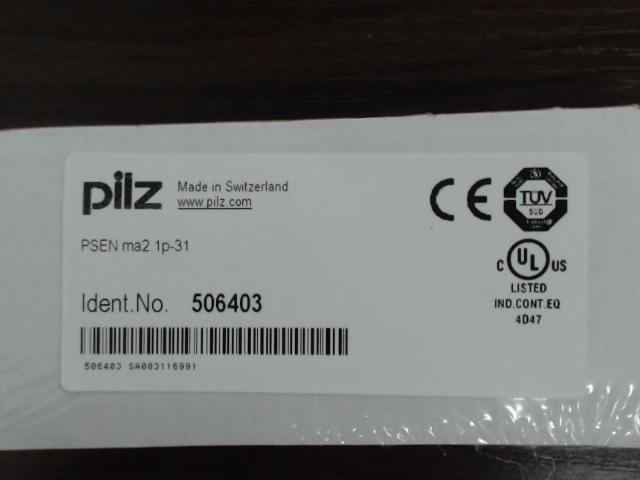 pilz
Made in Switzerland
www.pilz.com
CE
TÜV
SÜD
PSEN ma2.1p-31
C UL US
LISTED
IND.CONT.EQ
4D47
Ident.No. 506403
506403 SA003116991